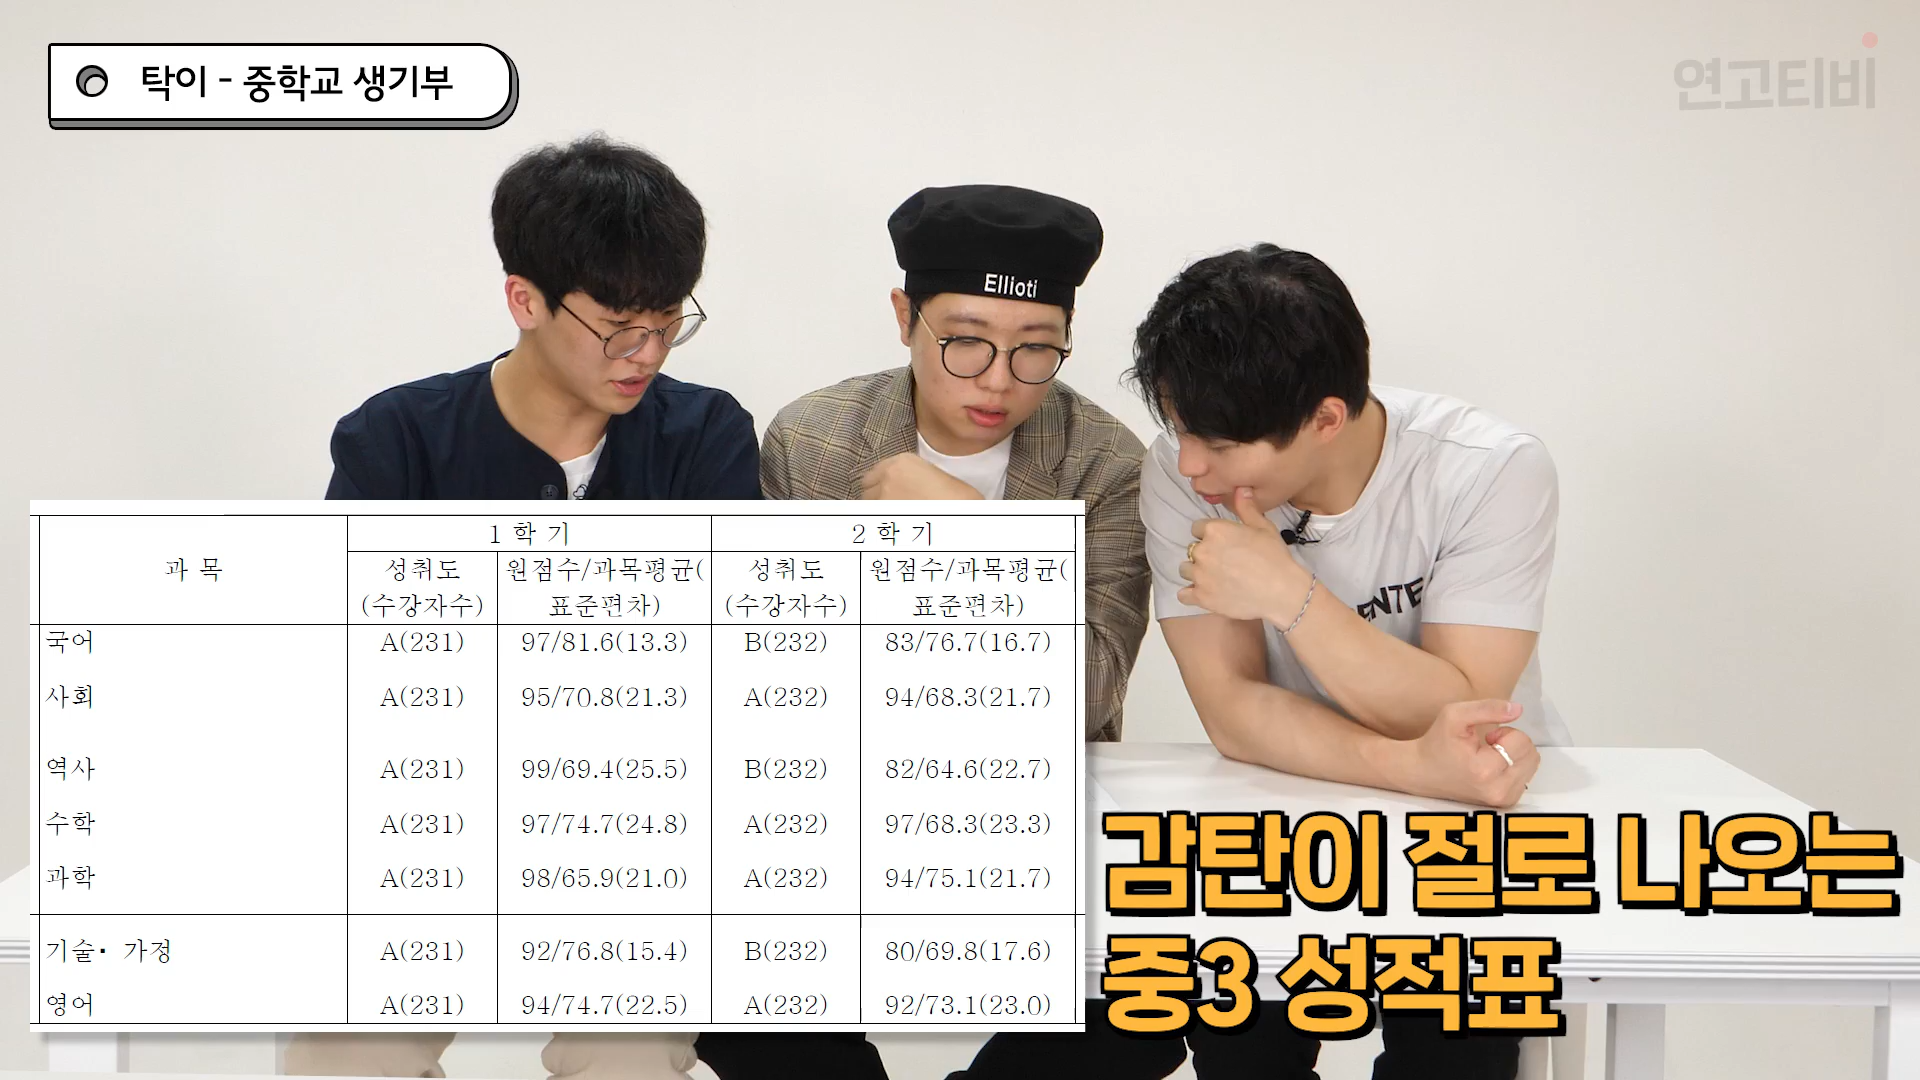 탁이 - 중학교 생기부
연고티비
Ellioti
ENTE
과 목
1 학 기
2 학 기
성취도
(수강자수)
원점수/과목평균(
표준편차)
성취도
(수강자수)
원점수/과목평균(
표준편차)
국어 A(231) 97/81.6(13.3) B(232) 83/76.7(16.7)
사회 A(231) 95/70.8(21.3) A(232) 94/68.3(21.7)
역사 A(231) 99/69.4(25.5) B(232) 82/64.6(22.7)
수학 A(231) 97/74.7(24.8) A(232) 97/68.3(23.3)
과학 A(231) 98/65.9(21.0) A(232) 94/75.1(21.7)
기술・가정 A(231) 92/76.8(15.4) B(232) 80/69.8(17.6)
영어 A(231) 94/74.7(22.5) A(232) 92/73.1(23.0)
감탄이 절로 나오는
중3 성적표